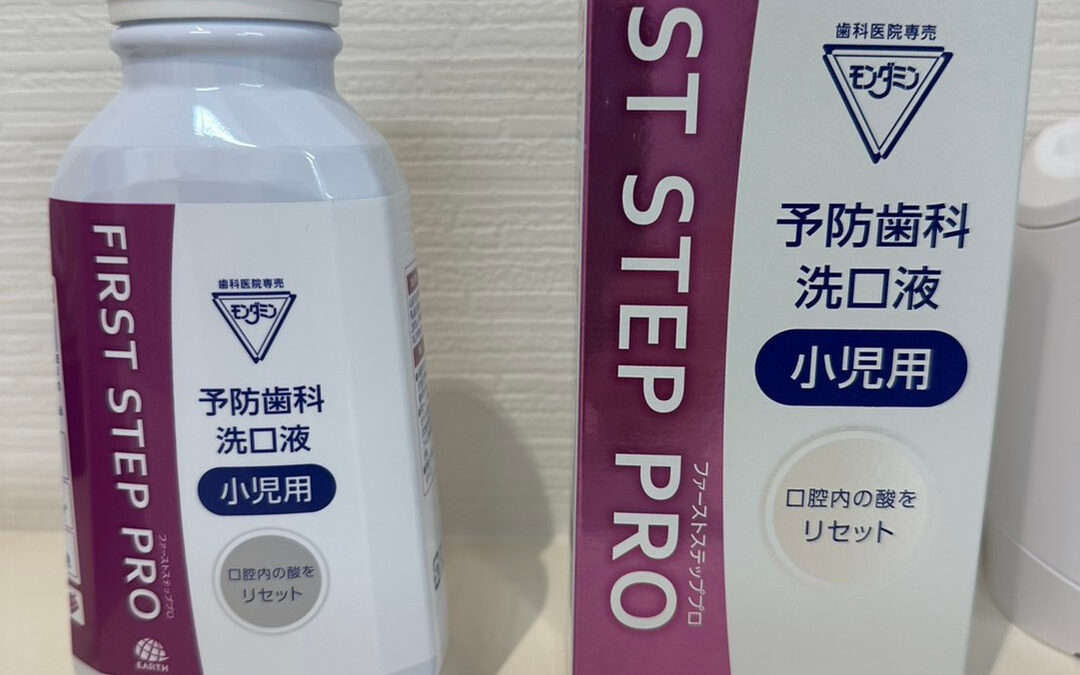 FIRST STEP PRO
ファーストステッププロ
歯科医院専売
モンダミン
予防歯科
洗口液
小児用
口腔内の酸を
リセット
EARTH
ST STEP PRO
ファーストステッププロ
歯科医院専売
モンダミン
予防歯科
洗口液
小児用
口腔内の酸を
リセット